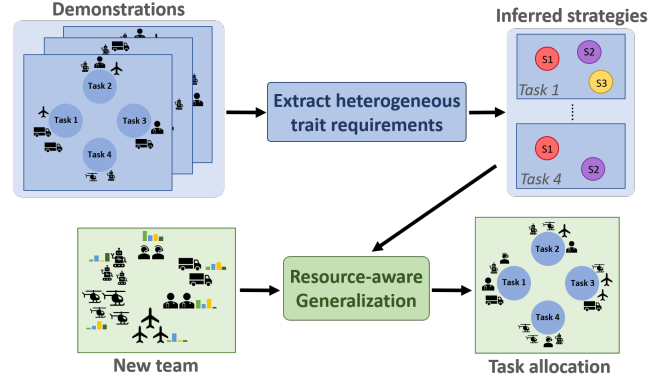 Demonstrations
Task 2
Task 1
Task 3
Task 4
Extract heterogeneous
trait requirements
Inferred strategies
S1
S2
S3
Task 1
S1
S2
Task 4
New team
Resource-aware
Generalization
Task 2
Task 1
Task 3
Task 4
Task allocation